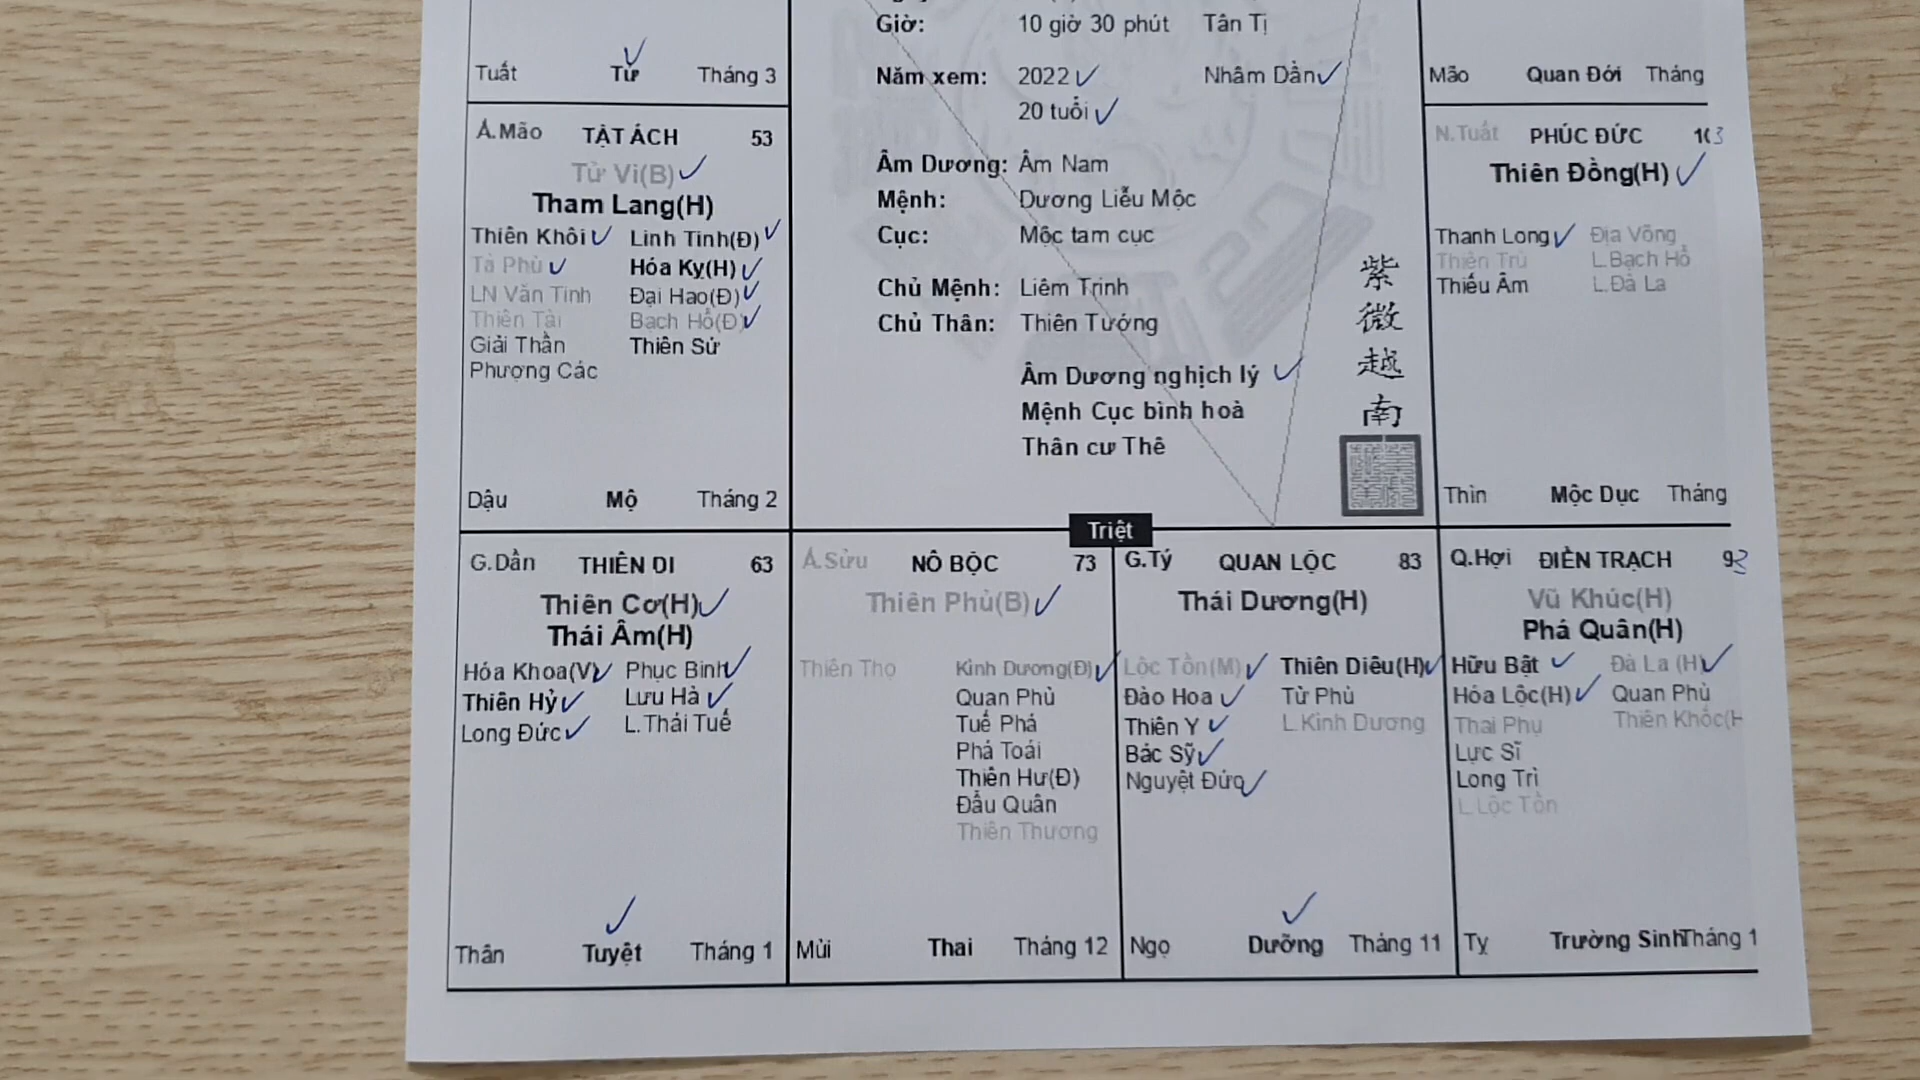 Giờ: 10 giờ 30 phút Tân Tị
Tuất Tử Tháng 3
Năm xem: 2022 Nhâm Dần
20 tuổi
Mão Quan Đới Tháng
Ấ.Mão TẬT ÁCH 53
Tử Vi(B)
Tham Lang(H)
Thiên Khôi Linh Tinh(Đ)
Tả Phù Hóa Kỵ(H)
LN Văn Tinh Đại Hao(Đ)
Thiên Tài Bạch Hổ(Đ)
Giải Thần Thiên Sứ
Phượng Các
Dậu Mộ Tháng 2
Âm Dương: Âm Nam
Mệnh: Dương Liễu Mộc
Cục: Mộc tam cục
Chủ Mệnh: Liêm Trinh
Chủ Thân: Thiên Tướng
Âm Dương nghịch lý
Mệnh Cục bình hoà
Thân cư Thê
紫微越南
N.Tuất PHÚC ĐỨC 103
Thiên Đồng(H)
Thanh Long Địa Võng
Thiên Trù L.Bạch Hổ
Thiếu Âm L.Đà La
Thìn Mộc Dục Tháng
Triệt
G.Dần THIÊN DI 63
Thiên Cơ(H)
Thái Âm(H)
Hóa Khoa(V) Phục Binh
Thiên Hỷ Lưu Hà
Long Đức L.Thái Tuế
Thân Tuyệt Tháng 1
Ấ.Sửu NÔ BỘC 73
Thiên Phủ(B)
Thiên Thọ Kình Dương(Đ)
Quan Phù
Tuế Phá
Phá Toái
Thiên Hư(Đ)
Đẩu Quân
Thiên Thương
Mùi Thai Tháng 12
G.Tý QUAN LỘC 83
Thái Dương(H)
Lộc Tồn(M) Thiên Diêu(H)
Đào Hoa Tử Phù
Thiên Y L.Kình Dương
Bác Sỹ
Nguyệt Đức
Ngọ Dưỡng Tháng 11
Q.Hợi ĐIỀN TRẠCH 93
Vũ Khúc(H)
Phá Quân(H)
Hữu Bật Đà La (H)
Hóa Lộc(H) Quan Phù
Thai Phụ Thiên Khốc(H
Lực Sĩ
Long Trì
L.Lộc Tồn
Tỵ Trường Sinh Tháng 1